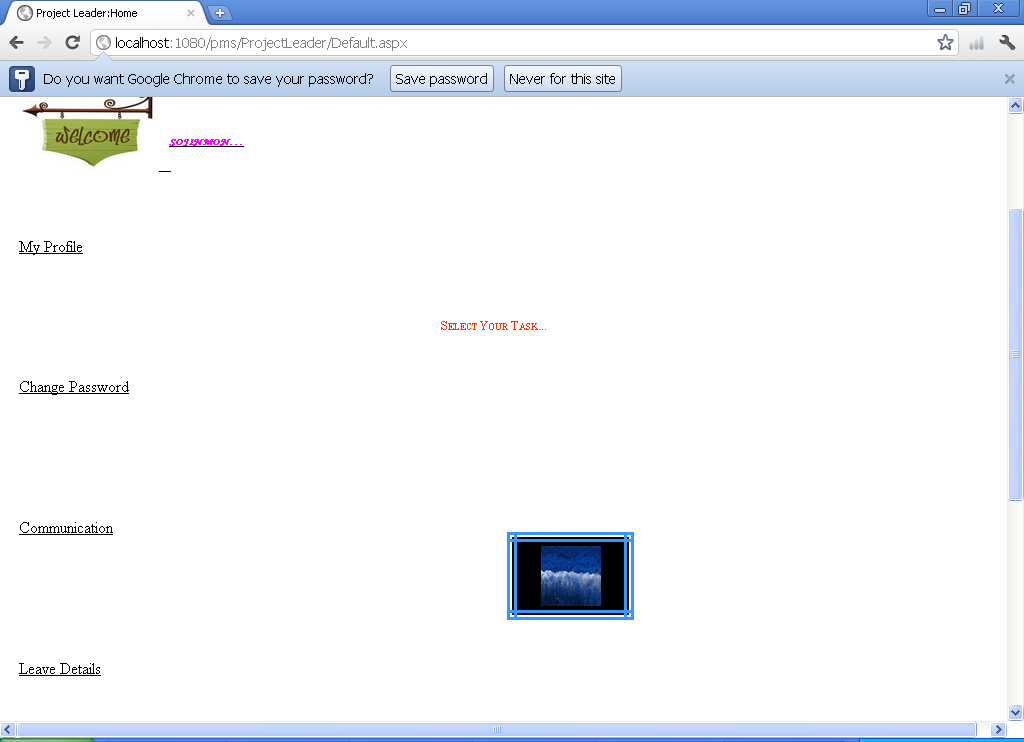 Project Leader:Home
localhost:1080/pms/ProjectLeader/Default.aspx
Do you want Google Chrome to save your password? Save password Never for this site
Welcome
SOJINMON...
My Profile
Select Your Task...
Change Password
Communication
Leave Details